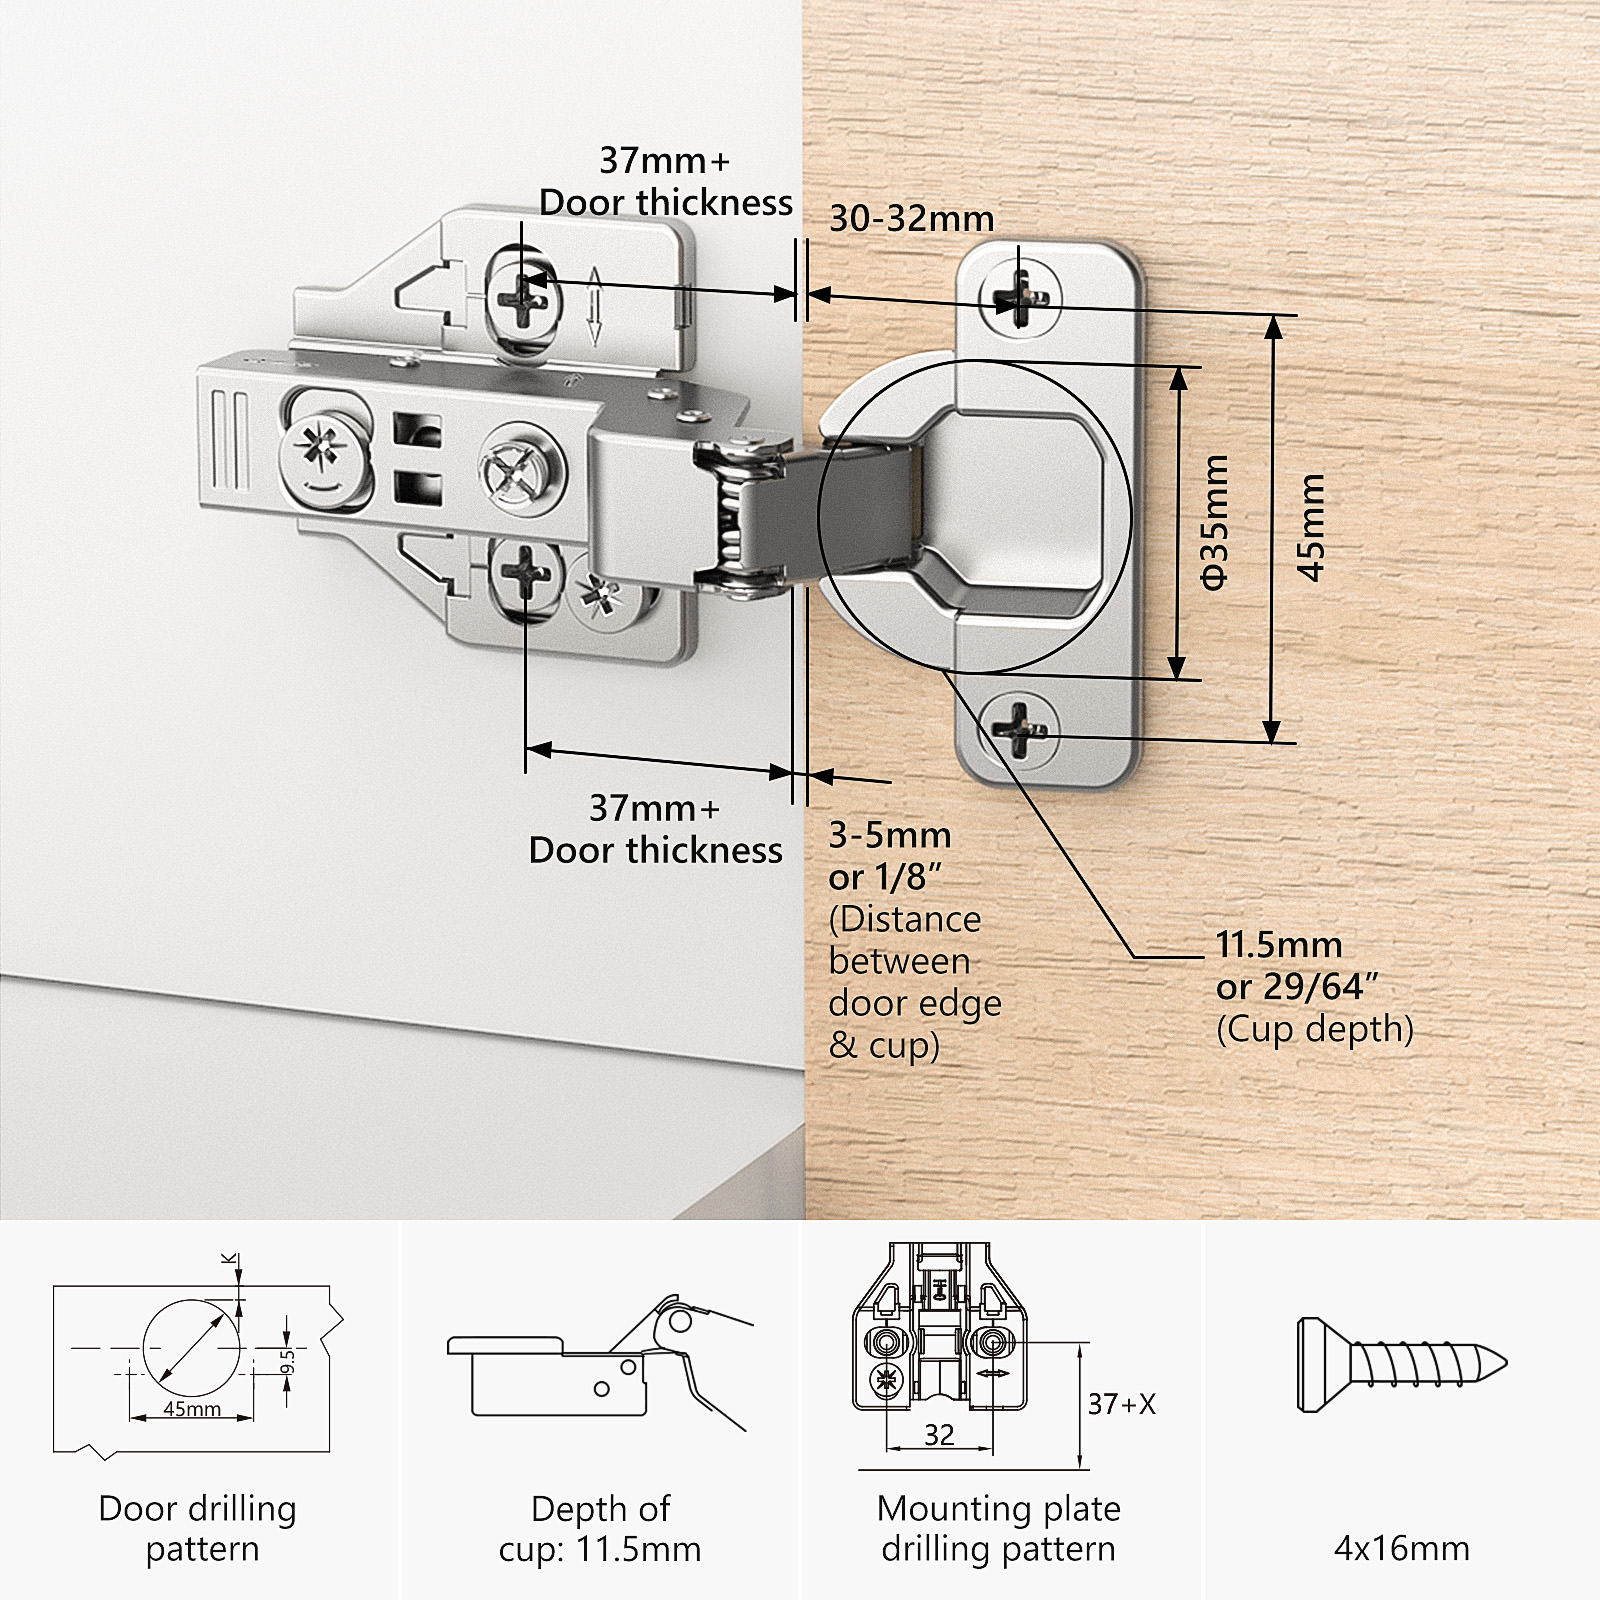 37mm+
Door thickness
30-32mm
Φ35mm
45mm
37mm+
Door thickness
3-5mm
or 1/8”
(Distance
between
door edge
& cup)
11.5mm
or 29/64”
(Cup depth)
K
9.5
45mm
Door drilling
pattern
Depth of
cup: 11.5mm
32
37+X
Mounting plate
drilling pattern
4x16mm